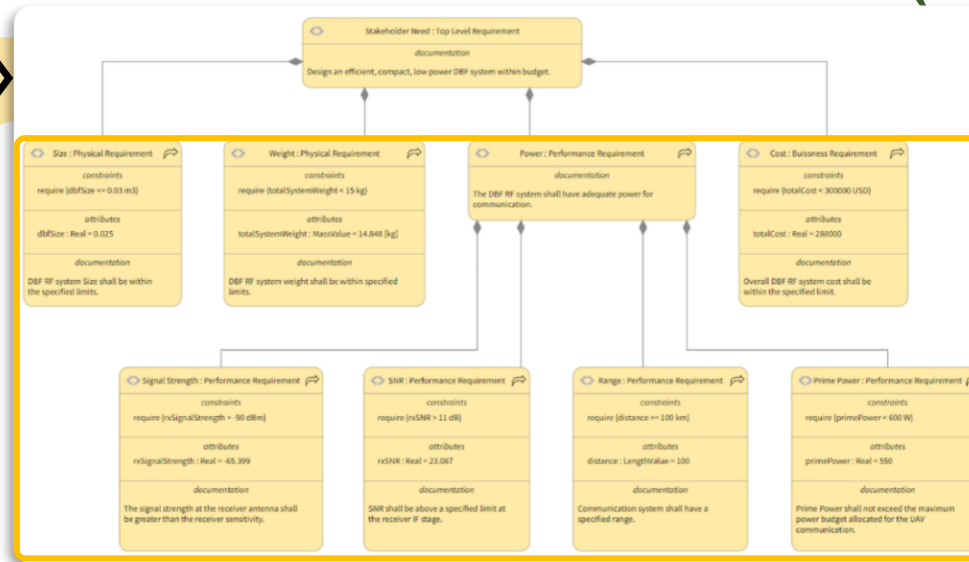 Stakeholder Need : Top Level Requirement
documentation
Design an efficient, compact, low power DBF system within budget.
Size : Physical Requirement
constraints
require {dbfSize <= 0.03 m3}
attributes
dbfSize : Real = 0.025
documentation
DBF RF system Size shall be within
the specified limits.
Weight : Physical Requirement
constraints
require {totalSystemWeight < 15 kg}
attributes
totalSystemWeight : MassValue = 14.848 [kg]
documentation
DBF RF system weight shall be within specified
limits.
Power : Performance Requirement
documentation
The DBF RF system shall have adequate power for
communication.
Cost : Buissness Requirement
constraints
require {totalCost < 300000 USD}
attributes
totalCost : Real = 288000
documentation
Overall DBF RF system cost shall be
within the specified limit.
Signal Strength : Performance Requirement
constraints
require {rxSignalStrength > -90 dBm}
attributes
rxSignalStrength : Real = -65.399
documentation
The signal strength at the receiver antenna shall
be greater than the receiver sensitivity.
SNR : Performance Requirement
constraints
require {rxSNR > 11 dB}
attributes
rxSNR : Real = 23.087
documentation
SNR shall be above a specified limit at
the receiver IF stage.
Range : Performance Requirement
constraints
require {distance >= 100 km}
attributes
distance : LengthValue = 100
documentation
Communication system shall have a
specified range.
Prime Power : Performance Requirement
constraints
require {primePower < 600 W}
attributes
primePower : Real = 550
documentation
Prime Power shall not exceed the maximum
power budget allocated for the UAV
communication.